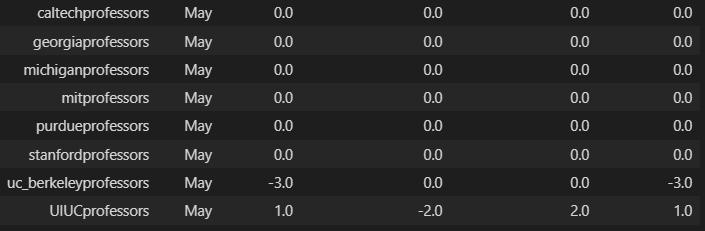 caltechprofessors May 0.0 0.0 0.0 0.0
georgiaprofessors May 0.0 0.0 0.0 0.0
michiganprofessors May 0.0 0.0 0.0 0.0
mitprofessors May 0.0 0.0 0.0 0.0
purdueprofessors May 0.0 0.0 0.0 0.0
stanfordprofessors May 0.0 0.0 0.0 0.0
uc_berkeleyprofessors May -3.0 0.0 0.0 -3.0
UIUCprofessors May 1.0 -2.0 2.0 1.0